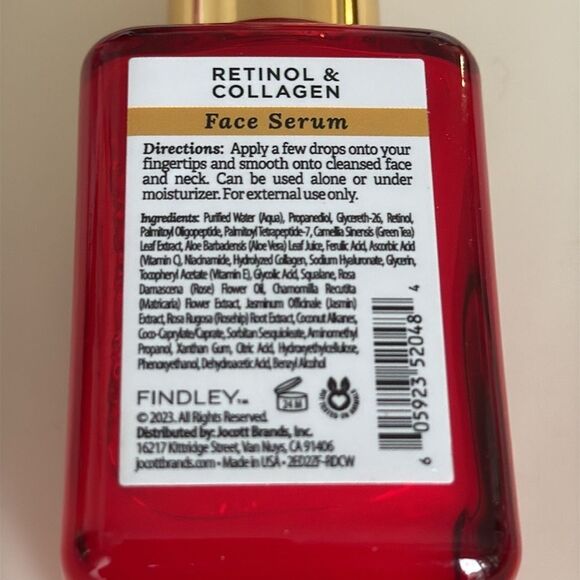 RETINOL &
COLLAGEN
Face Serum
Directions: Apply a few drops onto your
fingertips and smooth onto cleansed face
and neck. Can be used alone or under
moisturizer. For external use only.
Ingredients: Purified Water (Aqua), Propanediol, Glycereth-26, Retinol,
Palmitoyl Oligopeptide, Palmitoyl Tetrapeptide-7, Camellia Sinensis (Green Tea)
Leaf Extract, Aloe Barbadensis (Aloe Vera) Leaf Juice, Ferulic Acid, Ascorbic Acid
(Vitamin C), Niacinamide, Hydrolyzed Collagen, Sodium Hyaluronate, Glycerin,
Tocopheryl Acetate (Vitamin E), Glycolic Acid, Squalane, Rosa
Damascena (Rose) Flower Oil, Chamomilla Recutita
(Matricaria) Flower Extract, Jasminum Officinale (Jasmin)
Extract, Rosa Rugosa (Rosehip) Root Extract, Coconut Alkanes,
Coco-Caprylate/Caprate, Sorbitan Sesquioleate, Aminomethyl
Propanol, Xanthan Gum, Citric Acid, Hydroxyethylcellulose,
Phenoxyethanol, Dehydroacetic Acid, Benzyl Alcohol
FINDLEY™
24 M
© 2023. All Rights Reserved.
Distributed by: Jocott Brands, Inc.
16217 Kittridge Street, Van Nuys, CA 91406
jocottbrands.com • Made in USA • 2ED22F-RDCW
6 05923 52048 4